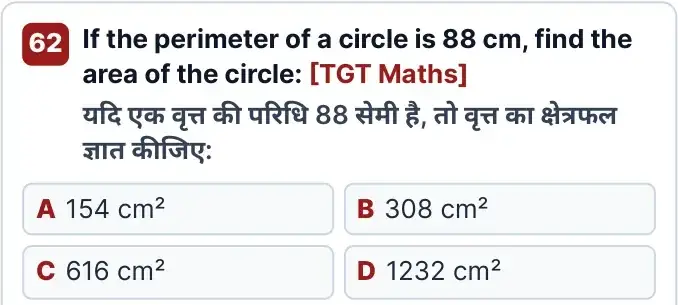 62 If the perimeter of a circle is 88 cm, find the
area of the circle: [TGT Maths]
यदि एक वृत्त की परिधि 88 सेमी है, तो वृत्त का क्षेत्रफल
ज्ञात कीजिए:
A 154 cm² B 308 cm²
C 616 cm² D 1232 cm²